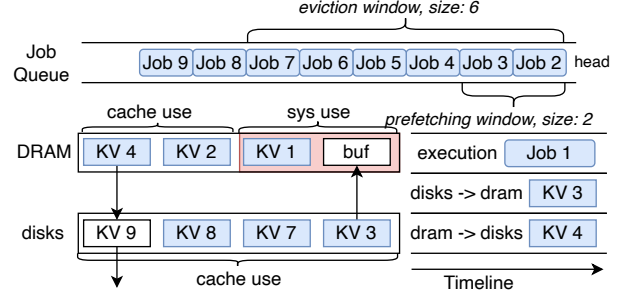 eviction window, size: 6
Job Queue
Job 9 Job 8 Job 7 Job 6 Job 5 Job 4 Job 3 Job 2 head
prefetching window, size: 2
cache use sys use
DRAM KV 4 KV 2 KV 1 buf
execution Job 1
disks -> dram KV 3
disks KV 9 KV 8 KV 7 KV 3
dram -> disks KV 4
cache use
Timeline